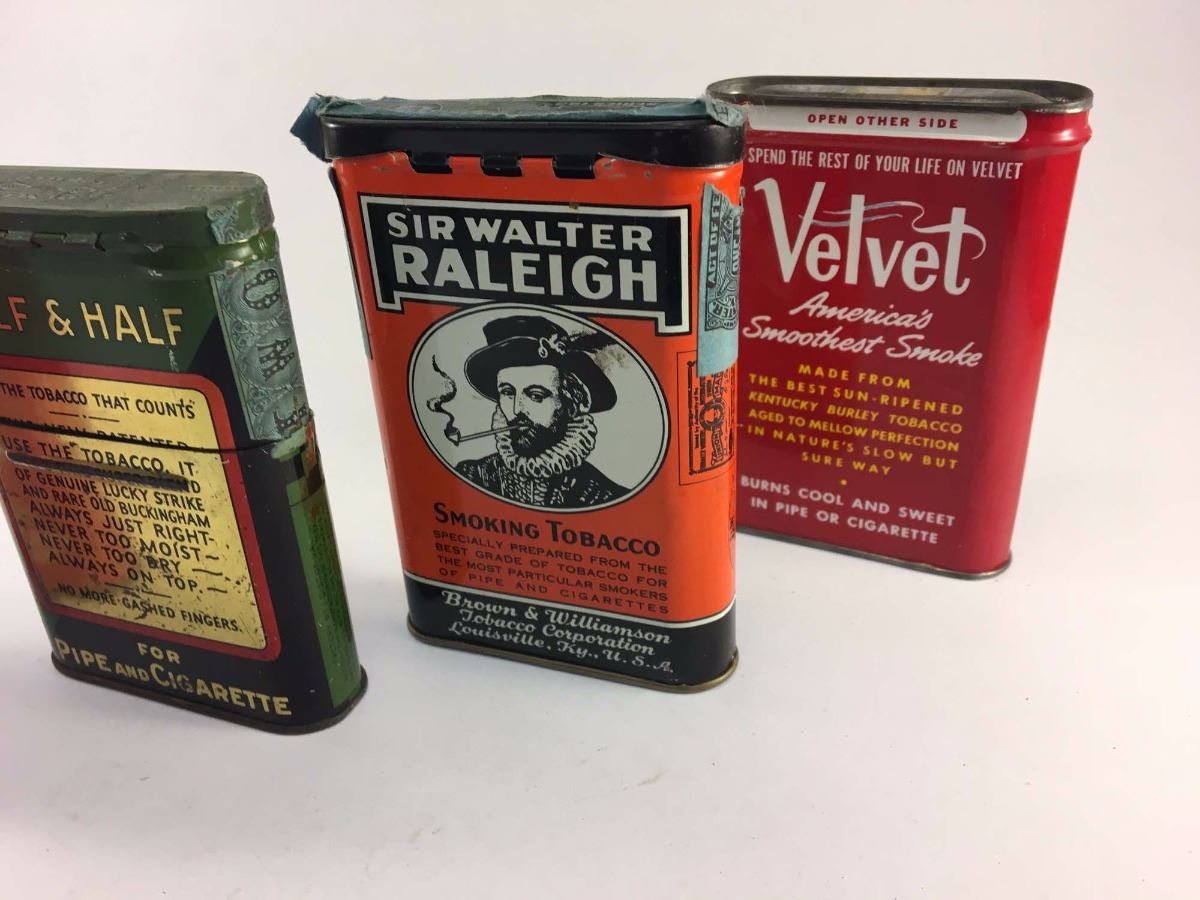 LF & HALF
THE TOBACCO THAT COUNTS
USE THE TOBACCO, IT
OF GENUINE LUCKY STRIKE
AND RARE OLD BUCKINGHAM
ALWAYS JUST RIGHT-
NEVER TOO MOIST-
NEVER TOO DRY
ALWAYS ON TOP.
NO MORE GASHED FINGERS.
FOR
PIPE AND CIGARETTE
SIR WALTER
RALEIGH
SMOKING TOBACCO
SPECIALLY PREPARED FROM THE
BEST GRADE OF TOBACCO FOR
THE MOST PARTICULAR SMOKERS
OF PIPE AND CIGARETTES
Brown & Williamson
Tobacco Corporation
Louisville, Ky., U.S.A.
OPEN OTHER SIDE
SPEND THE REST OF YOUR LIFE ON VELVET
Velvet
America's
Smoothest Smoke
MADE FROM
THE BEST SUN-RIPENED
KENTUCKY BURLEY TOBACCO
AGED TO MELLOW PERFECTION
IN NATURE'S SLOW BUT
SURE WAY
BURNS COOL AND SWEET
IN PIPE OR CIGARETTE